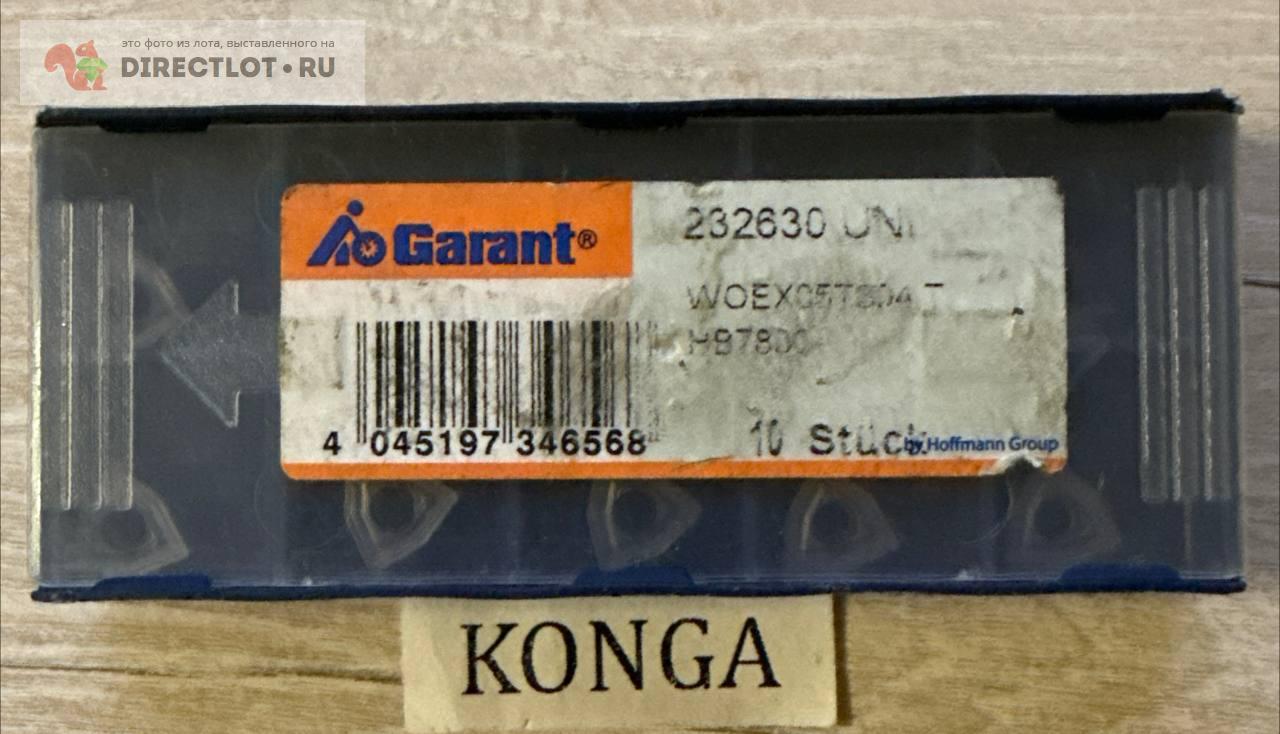 это фото из лота, выставленного на
DIRECTLOT•RU
Garant®
232630 UNI
HB7800
4 045197 346568
10 Stück
by Hoffmann Group
KONGA